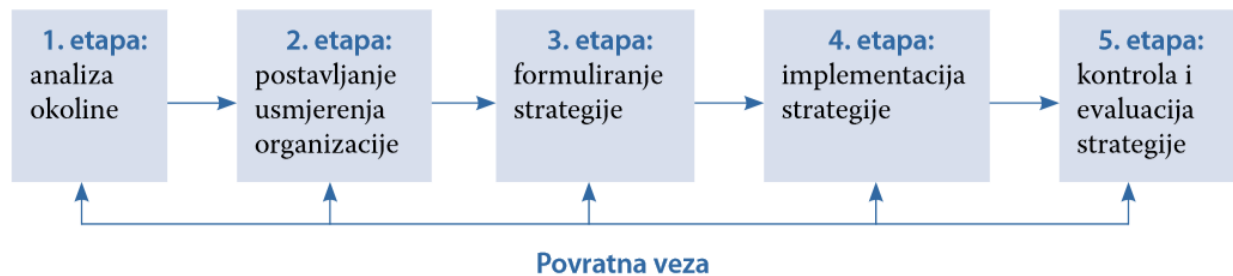 1. etapa:
analiza
okoline
2. etapa:
postavljanje
usmjerenja
organizacije
3. etapa:
formuliranje
strategije
4. etapa:
implementacija
strategije
5. etapa:
kontrola i
evaluacija
strategije
Povratna veza